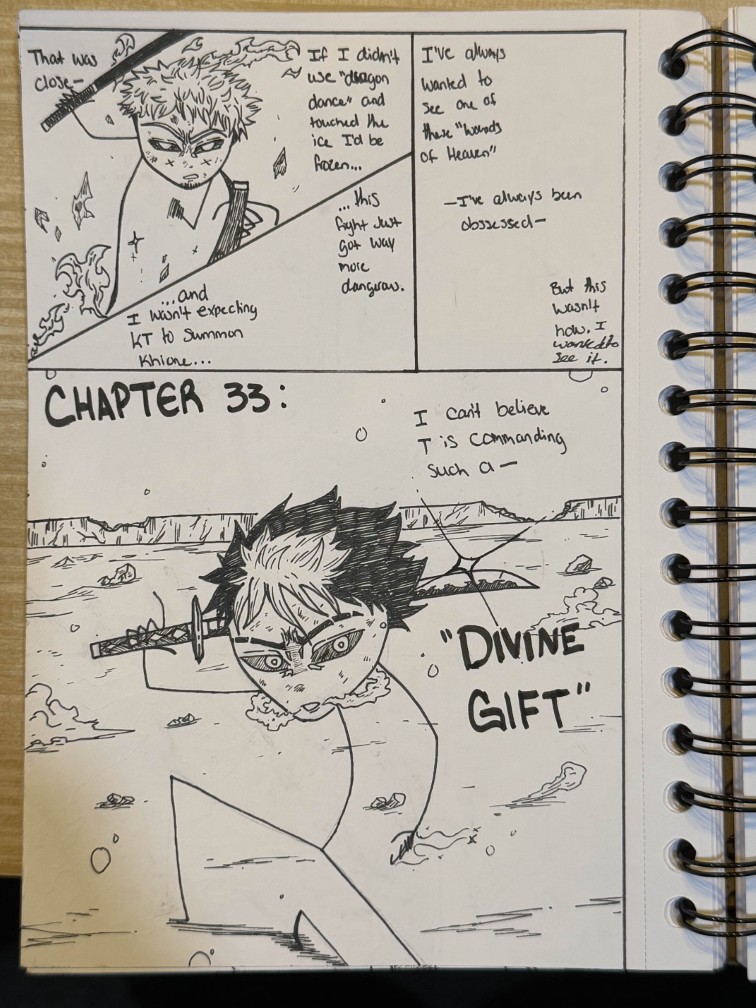 That was
close—
If I didn't
use "dragon
dance" and
touched the
ice I'd be
frozen...
...this
fight just
got way
more
dangerous.
...and
I wasn't expecting
KT to Summon
Khione...
I've always
wanted to
see one of
these "words
of Heaven"
—I've always been
obssessed—
But this
wasn't
how I
wanted to
see it.
CHAPTER 33:
I can't believe
T is commanding
such a—
"DIVINE
GIFT"